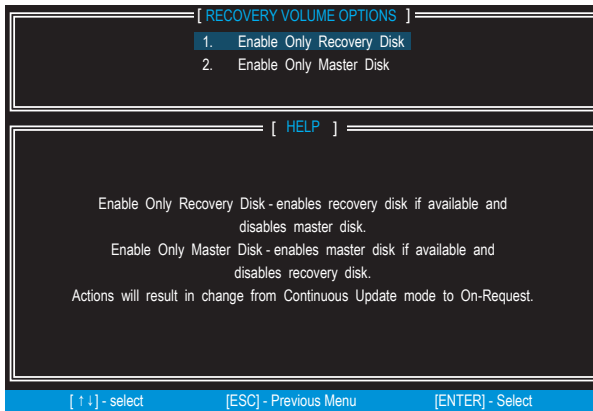 [ RECOVERY VOLUME OPTIONS ]
1. Enable Only Recovery Disk
2. Enable Only Master Disk
[ HELP ]
Enable Only Recovery Disk - enables recovery disk if available and
disables master disk.
Enable Only Master Disk - enables master disk if available and
disables recovery disk.
Actions will result in change from Continuous Update mode to On-Request.
[ ↑↓] - select [ESC] - Previous Menu [ENTER] - Select